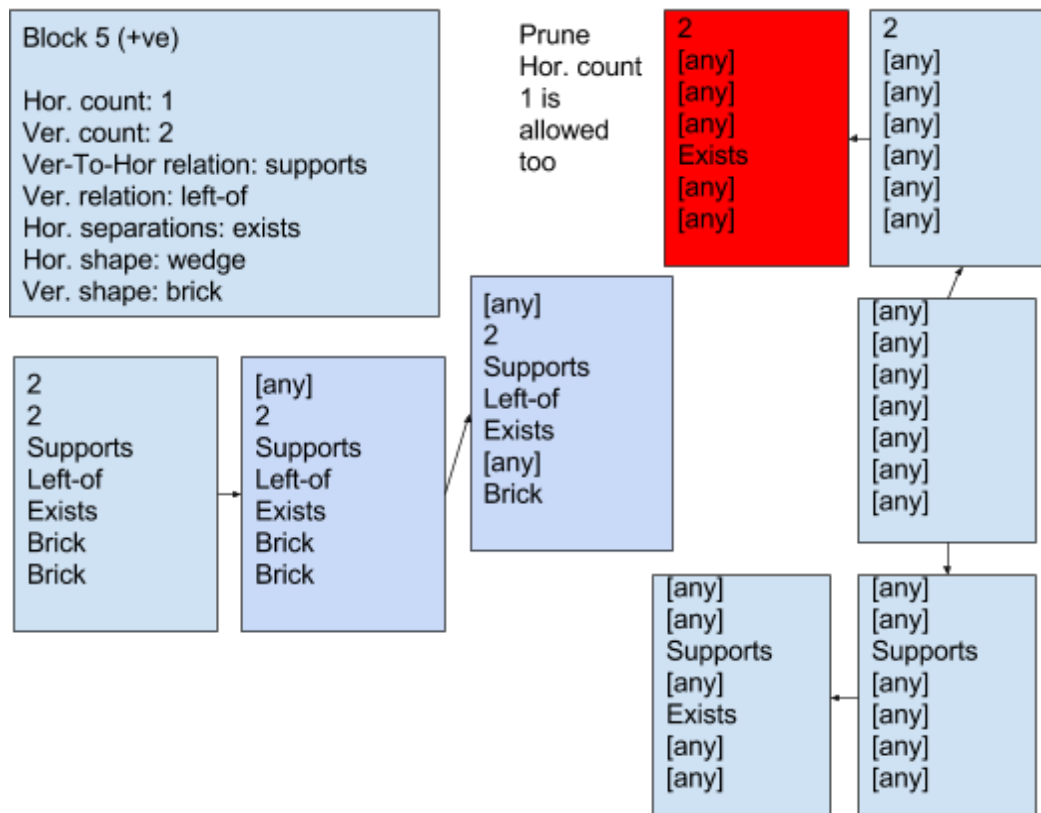 Block 5 (+ve)
Hor. count: 1
Ver. count: 2
Ver-To-Hor relation: supports
Ver. relation: left-of
Hor. separations: exists
Hor. shape: wedge
Ver. shape: brick
Prune
Hor. count
1 is
allowed
too
2
[any]
[any]
[any]
Exists
[any]
[any]
2
[any]
[any]
[any]
[any]
[any]
[any]
2
2
Supports
Left-of
Exists
Brick
Brick
[any]
2
Supports
Left-of
Exists
Brick
Brick
[any]
2
Supports
Left-of
Exists
[any]
Brick
[any]
[any]
[any]
[any]
[any]
[any]
[any]
[any]
[any]
Supports
[any]
Exists
[any]
[any]
[any]
[any]
Supports
[any]
[any]
[any]
[any]